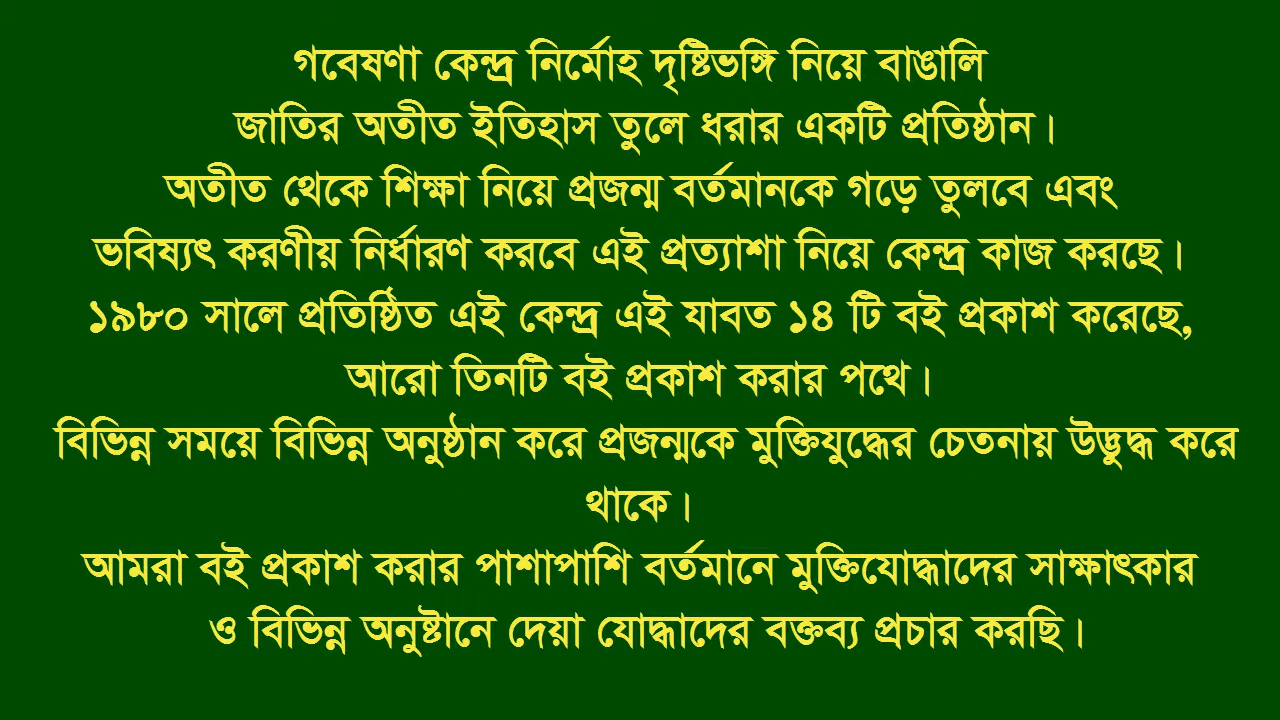 গবেষণা কেন্দ্র নির্মোহ দৃষ্টিভঙ্গি নিয়ে বাঙালি
জাতির অতীত ইতিহাস তুলে ধরার একটি প্রতিষ্ঠান।
অতীত থেকে শিক্ষা নিয়ে প্রজন্ম বর্তমানকে গড়ে তুলবে এবং
ভবিষ্যৎ করণীয় নির্ধারণ করবে এই প্রত্যাশা নিয়ে কেন্দ্র কাজ করছে।
১৯৮০ সালে প্রতিষ্ঠিত এই কেন্দ্র এই যাবত ১৪ টি বই প্রকাশ করেছে,
আরো তিনটি বই প্রকাশ করার পথে।
বিভিন্ন সময়ে বিভিন্ন অনুষ্ঠান করে প্রজন্মকে মুক্তিযুদ্ধের চেতনায় উদ্ভুদ্ধ করে
থাকে।
আমরা বই প্রকাশ করার পাশাপাশি বর্তমানে মুক্তিযোদ্ধাদের সাক্ষাৎকার
ও বিভিন্ন অনুষ্টানে দেয়া যোদ্ধাদের বক্তব্য প্রচার করছি।